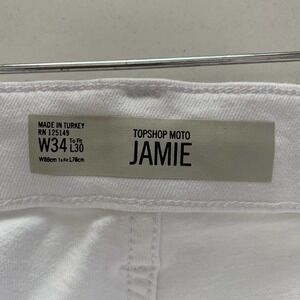 MADE IN TURKEY
RN 125149
W34 To Fit L30
W86cm To Fit L76cm
TOPSHOP MOTO
JAMIE